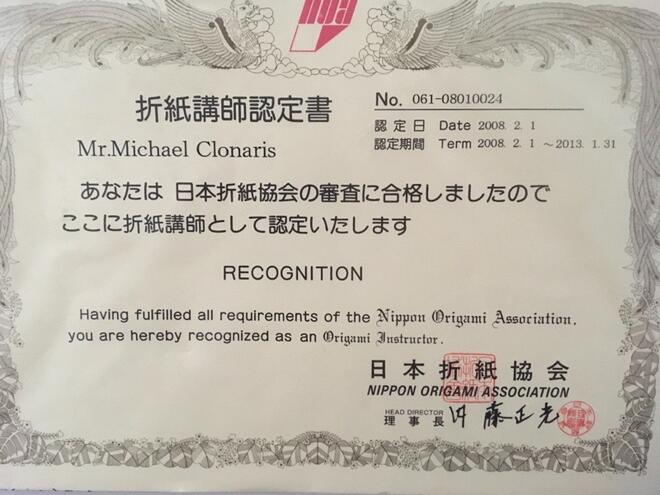 noa
折紙講師認定書
No. 061-08010024
Mr.Michael Clonaris
認定日 Date 2008. 2. 1
認定期間 Term 2008. 2. 1 ～2013. 1. 31
あなたは 日本折紙協会の審査に合格しましたので
ここに折紙講師として認定いたします
RECOGNITION
Having fulfilled all requirements of the Nippon Origami Association,
you are hereby recognized as an Origami Instructor.
日本折紙協会
NIPPON ORIGAMI ASSOCIATION
HEAD DIRECTOR
理事長 藤正光